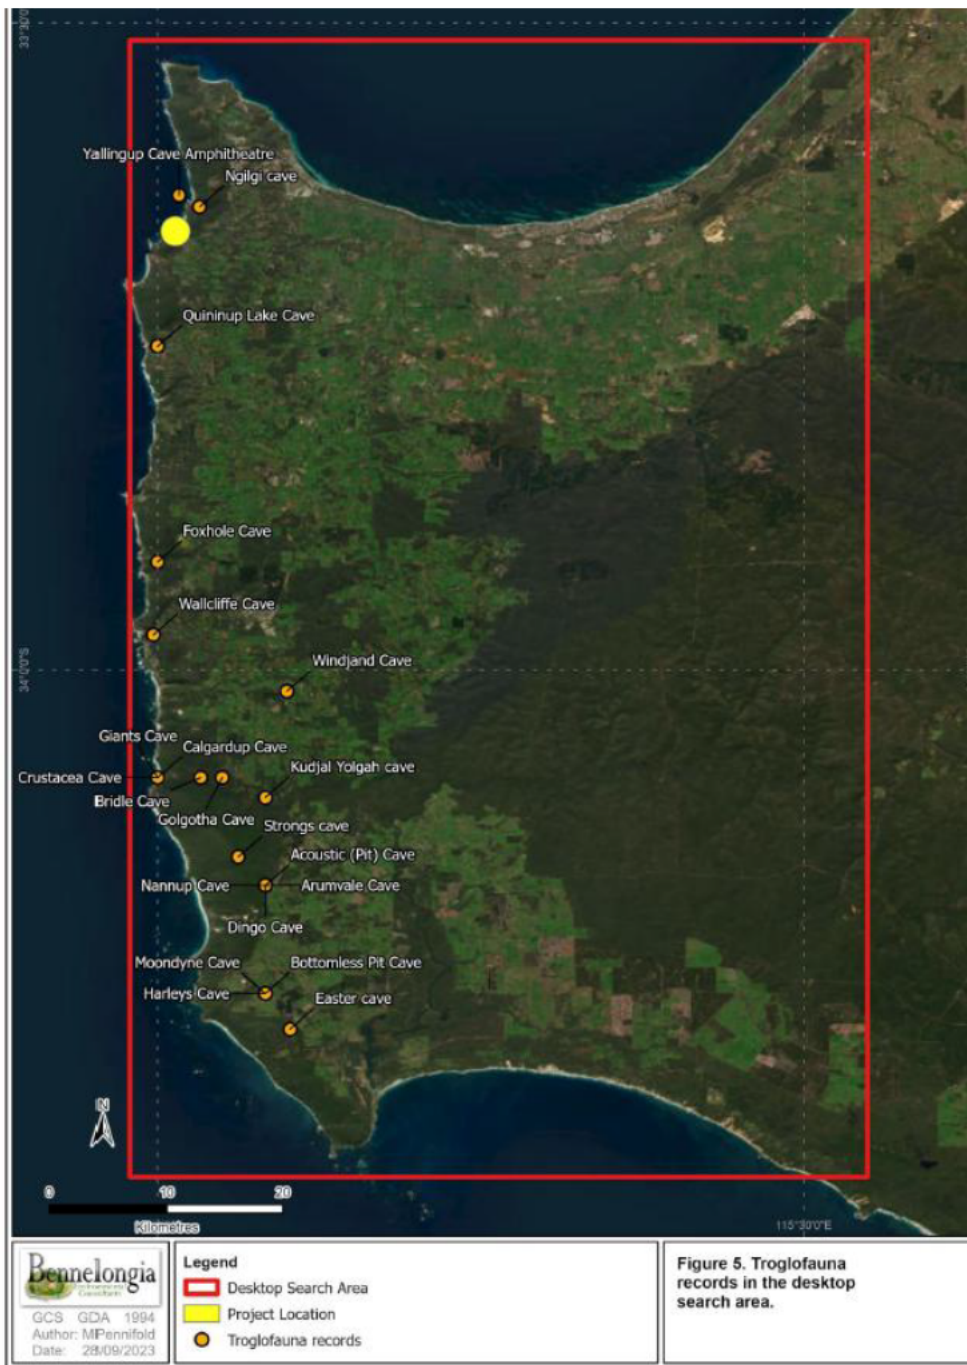 33°30'0
Yallingup Cave Amphitheatre
Ngilgi cave
Quininup Lake Cave
Foxhole Cave
Wallcliffe Cave
34°0'0"S
Windjand Cave
Giants Cave
Calgardup Cave
Crustacea Cave
Kudjal Yolgah cave
Bridle Cave
Golgotha Cave
Strongs cave
Acoustic (Pit) Cave
Nannup Cave
Arumvale Cave
Dingo Cave
Moondyne Cave
Bottomless Pit Cave
Harleys Cave
Easter cave
N
0 10 20
Kilometres
115°30'0"E
Bennelongia
Environmental
Consultants
GCS GDA 1994
Author: MPennifold
Date: 28/09/2023
Legend
Desktop Search Area
Project Location
Troglofauna records
Figure 5. Troglofauna
records in the desktop
search area.